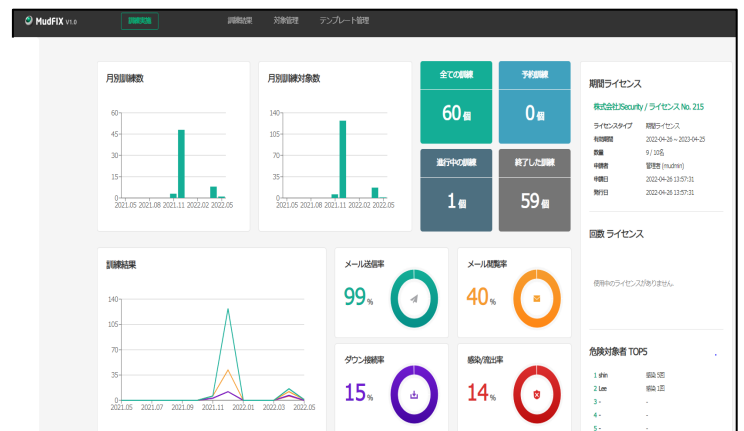 MudFIX V1.0
訓練実施
訓練結果
対象管理
テンプレート管理
月別訓練数
60
45
30
15
0
2021.05 2021.08 2021.11 2022.02 2022.05
月別訓練対象数
140
105
70
35
0
2021.05 2021.08 2021.11 2022.02 2022.05
全ての訓練
60 個
予約訓練
0 個
進行中の訓練
1 個
終了した訓練
59 個
訓練結果
140
105
70
35
0
2021.05 2021.07 2021.09 2021.11 2022.01 2022.03 2022.05
メール送信率
99 %
メール閲覧率
40 %
ダウン接続率
15 %
感染/流出率
14 %
期間ライセンス
株式会社JSecurity / ライセンス No. 215
ライセンスタイプ 期間ライセンス
有効期間 2022-04-26 ~ 2023-04-25
数量 9 / 10名
申請者 管理者 (mudmin)
申請日 2022-04-26 13:57:31
発行日 2022-04-26 13:57:31
回数 ライセンス
使用中のライセンスがありません。
危険対象者 TOP5
1 shin 感染 5回
2 Lee 感染 1回
3 - -
4 - -
5 - -